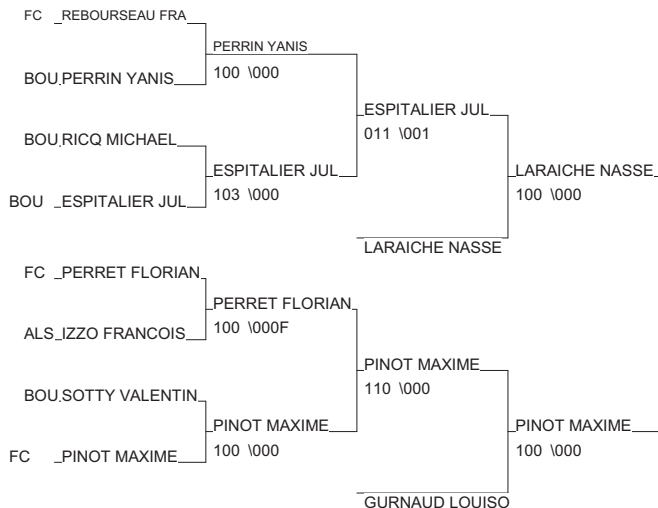 FC REBOURSEAU FRA
PERRIN YANIS
100 \000
BOU PERRIN YANIS
ESPITALIER JUL
011 \001
BOU RICQ MICHAEL
ESPITALIER JUL
103 \000
LARAICHE NASSE
100 \000
BOU ESPITALIER JUL
LARAICHE NASSE
FC PERRET FLORIAN
PERRET FLORIAN
100 \000F
ALS IZZO FRANCOIS
PINOT MAXIME
110 \000
BOU SOTTY VALENTIN
PINOT MAXIME
100 \000
PINOT MAXIME
100 \000
FC PINOT MAXIME
GURNAUD LOUISO